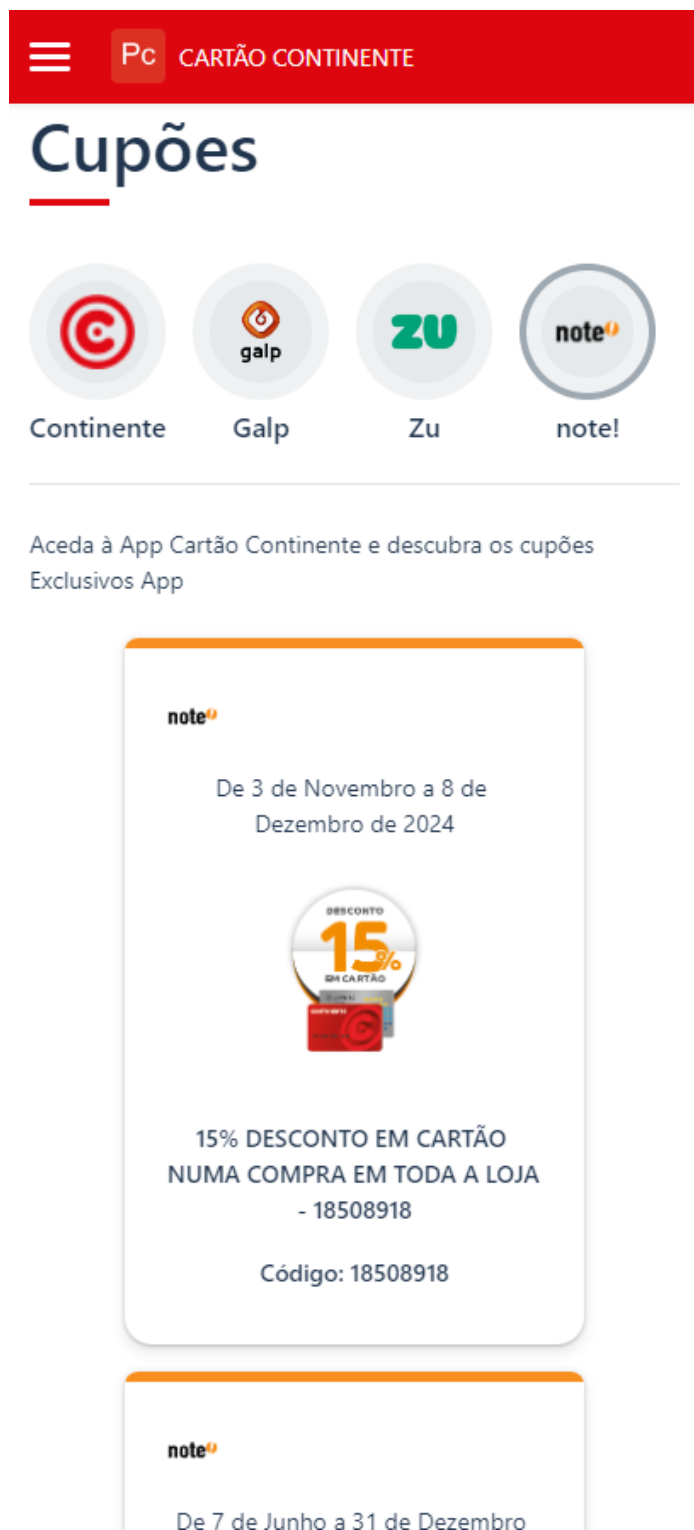 Pc CARTÃO CONTINENTE
Cupões
galp
ZU
note!
Continente
Galp
Zu
note!
Aceda à App Cartão Continente e descubra os cupões
Exclusivos App
note!
De 3 de Novembro a 8 de
Dezembro de 2024
DESCONTO
15%
EM CARTÃO
15% DESCONTO EM CARTÃO
NUMA COMPRA EM TODA A LOJA
- 18508918
Código: 18508918
note!
De 7 de Junho a 31 de Dezembro